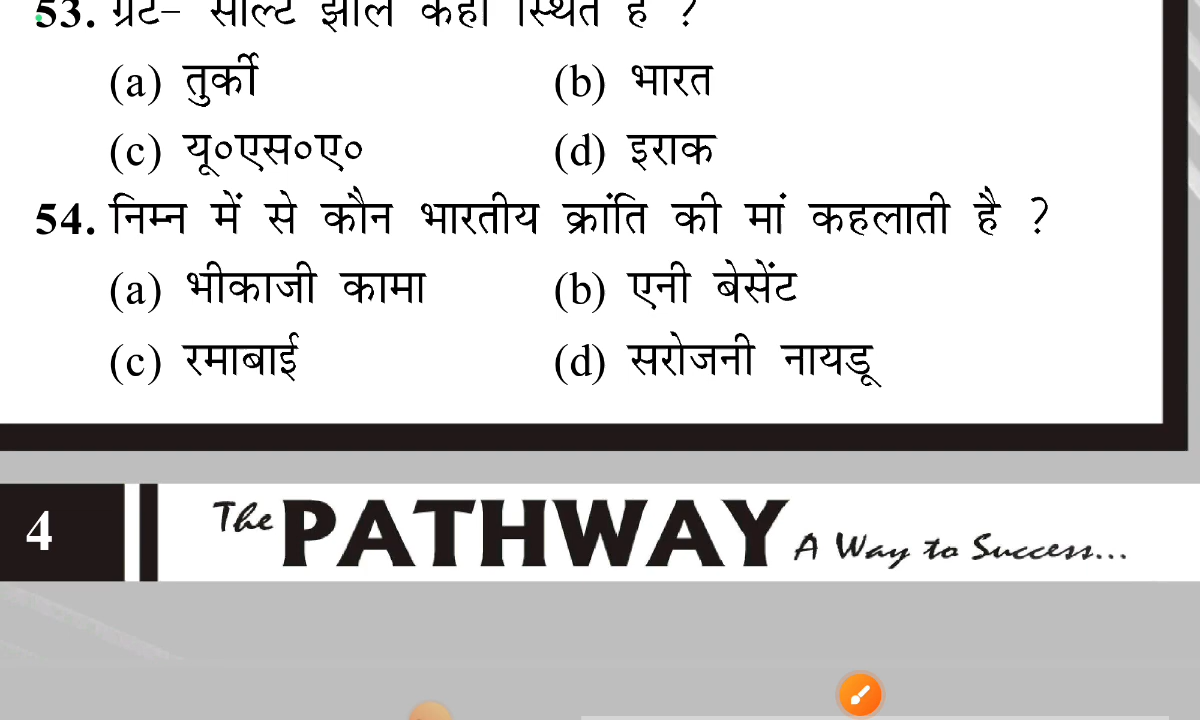 53. ग्रेट- साल्ट झील कहाँ स्थित है ?
(a) तुर्की (b) भारत
(c) यू०एस०ए० (d) इराक
54. निम्न में से कौन भारतीय क्रांति की मां कहलाती है ?
(a) भीकाजी कामा (b) एनी बेसेंट
(c) रमाबाई (d) सरोजनी नायडू
4 The PATHWAY A Way to Success...